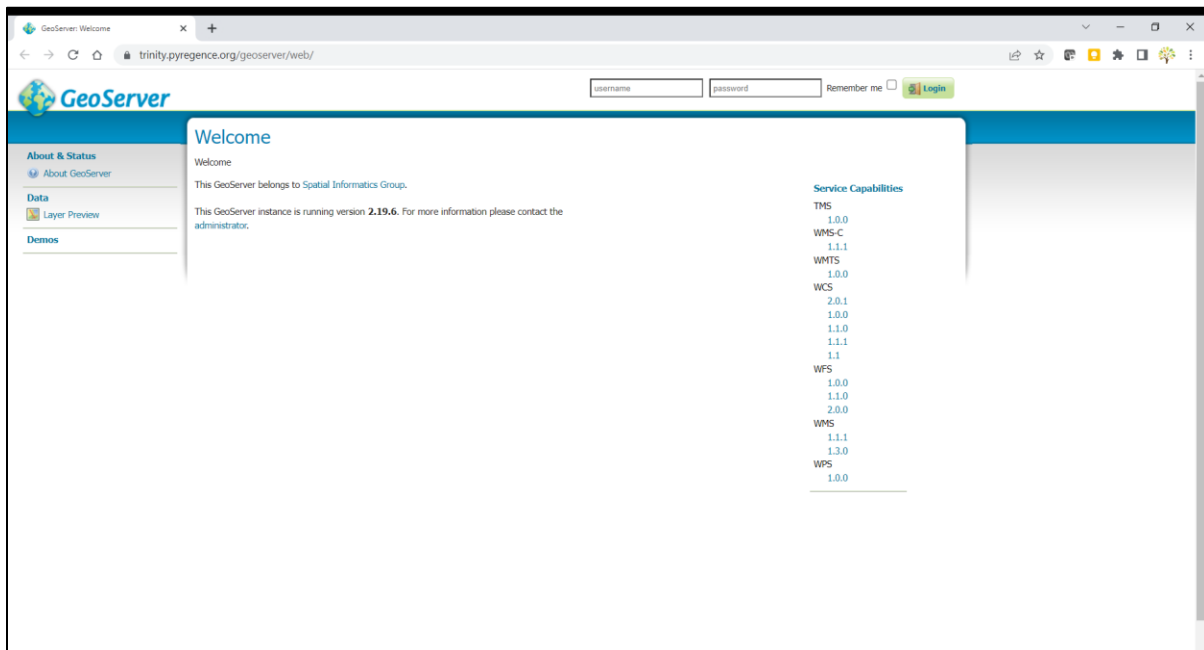 GeoServer: Welcome
trinity.pyregence.org/geoserver/web/
GeoServer
username
password
Remember me
Login
About & Status
About GeoServer
Data
Layer Preview
Demos
Welcome
Welcome
This GeoServer belongs to Spatial Informatics Group.
This GeoServer instance is running version 2.19.6. For more information please contact the
administrator.
Service Capabilities
TMS
1.0.0
WMS-C
1.1.1
WMTS
1.0.0
WCS
2.0.1
1.0.0
1.1.0
1.1.1
1.1
WFS
1.0.0
1.1.0
2.0.0
WMS
1.1.1
1.3.0
WPS
1.0.0